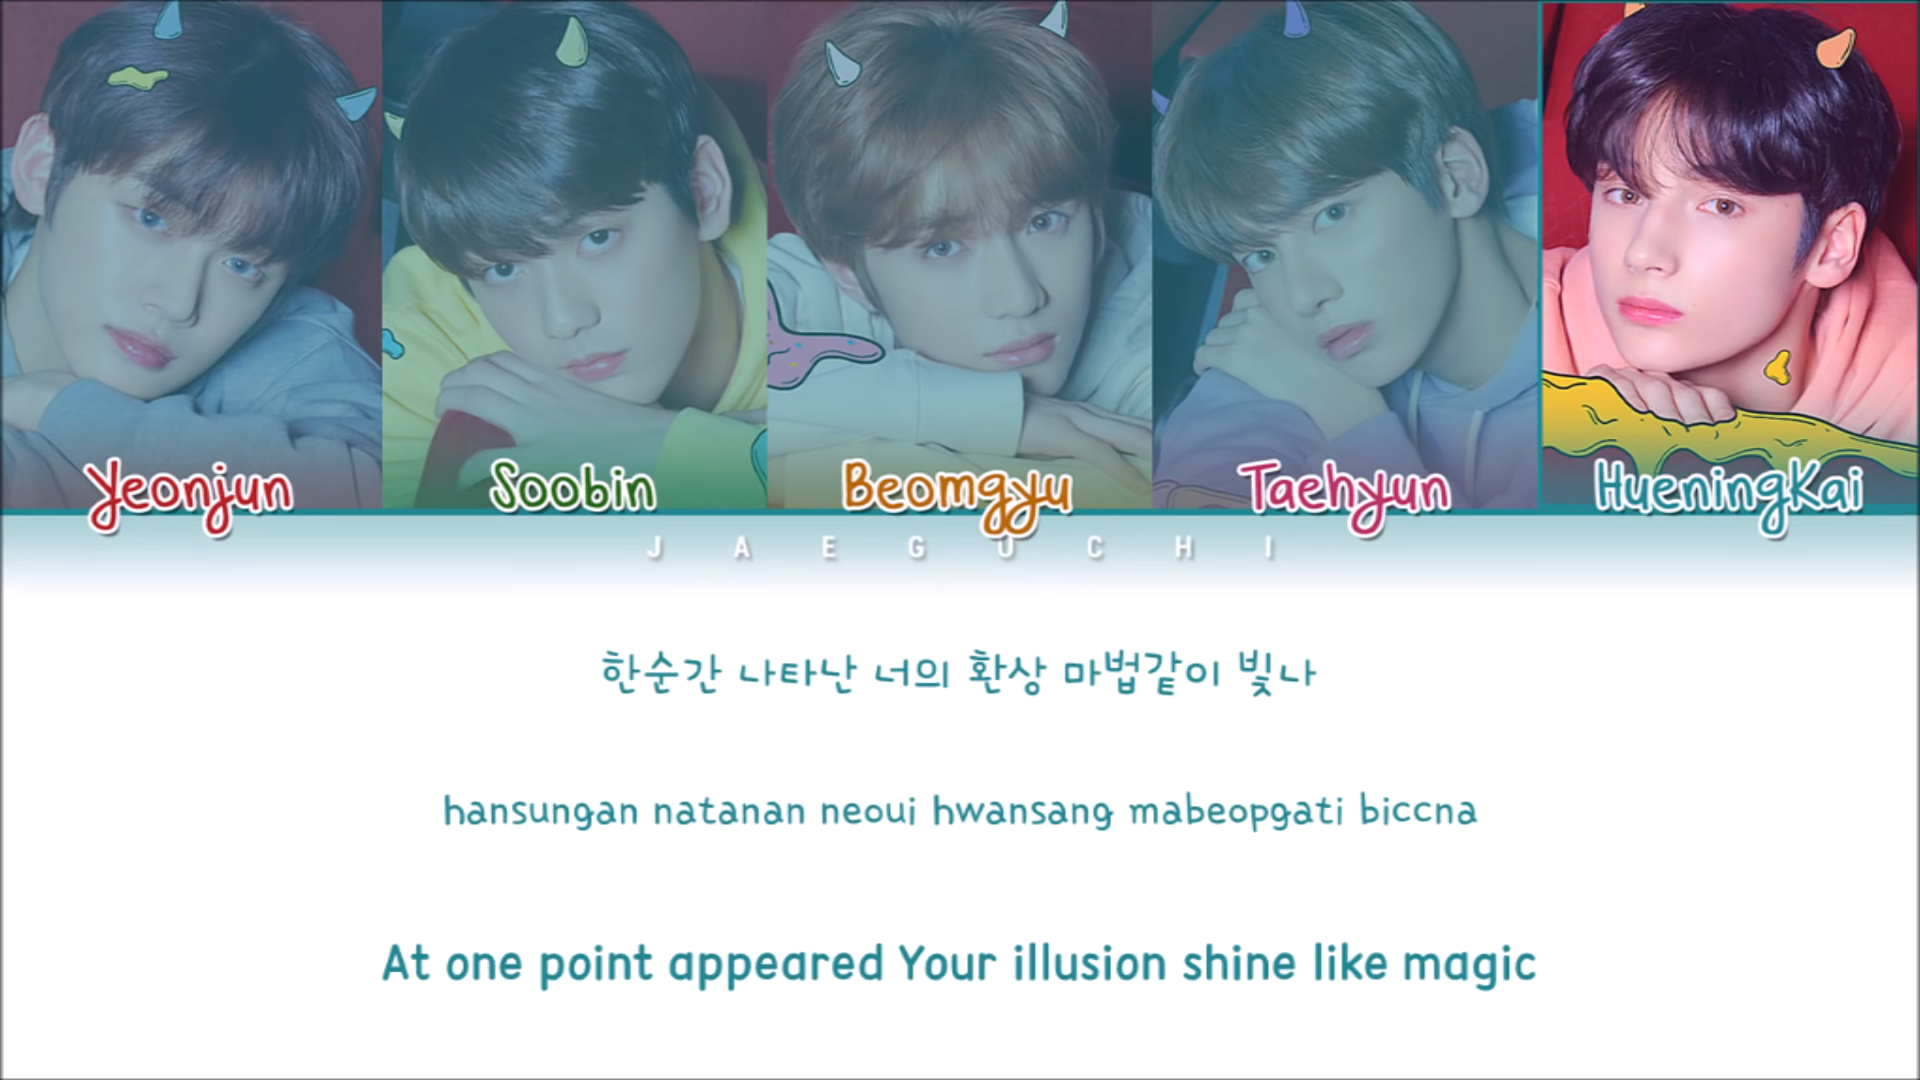 Yeonjun Soobin Beomgyu Taehyun HueningKai
JAEGUCHI
한순간 나타난 너의 환상 마법같이 빛나
hansungan natanan neoui hwansang mabeopgati biccna
At one point appeared Your illusion shine like magic